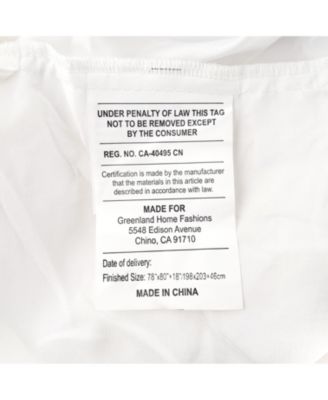 UNDER PENALTY OF LAW THIS TAG
NOT TO BE REMOVED EXCEPT
BY THE CONSUMER
REG. NO. CA-40495 CN
Certification is made by the manufacturer
that the materials in this article are
described in accordance with law.
MADE FOR
Greenland Home Fashions
5548 Edison Avenue
Chino, CA 91710
Date of delivery:
Finished Size: 78"x80"+18"/198x203+46cm
MADE IN CHINA